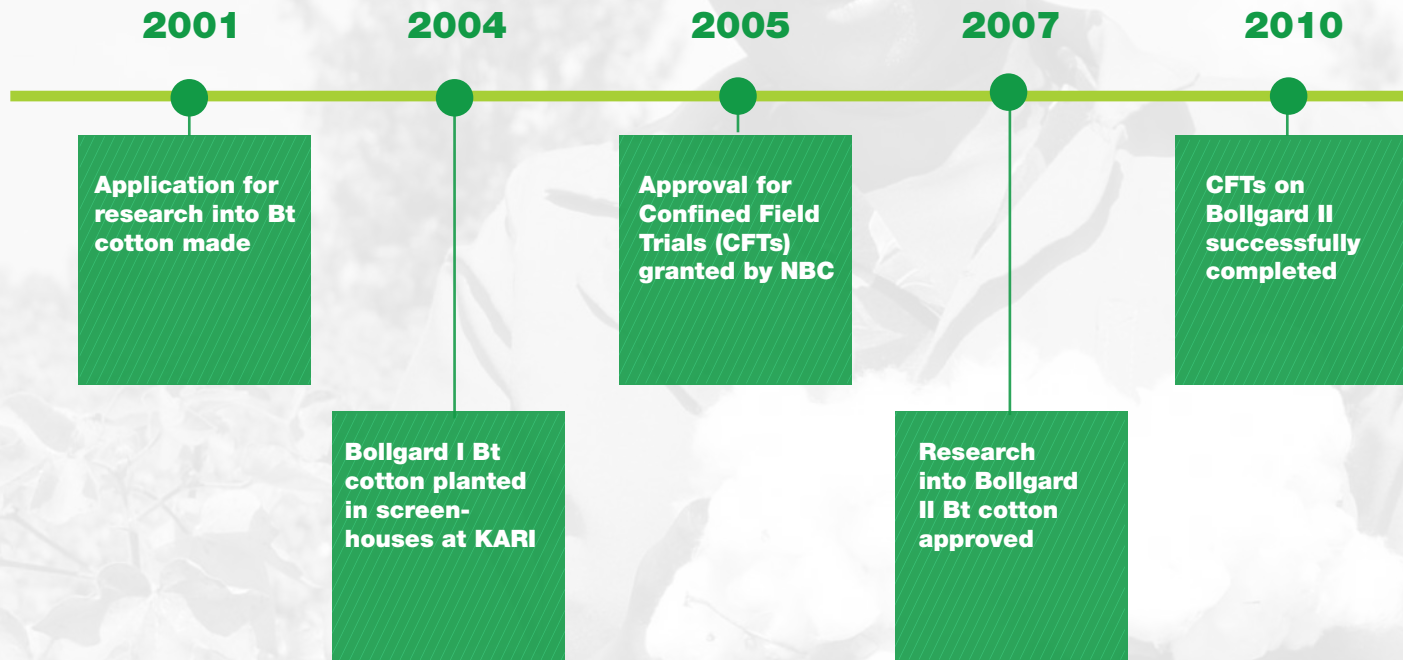 2001
2004
2005
2007
2010
Application for
research into Bt
cotton made
Bollgard I Bt
cotton planted
in screen-
houses at KARI
Approval for
Confined Field
Trials (CFTs)
granted by NBC
Research
into Bollgard
II Bt cotton
approved
CFTs on
Bollgard II
successfully
completed